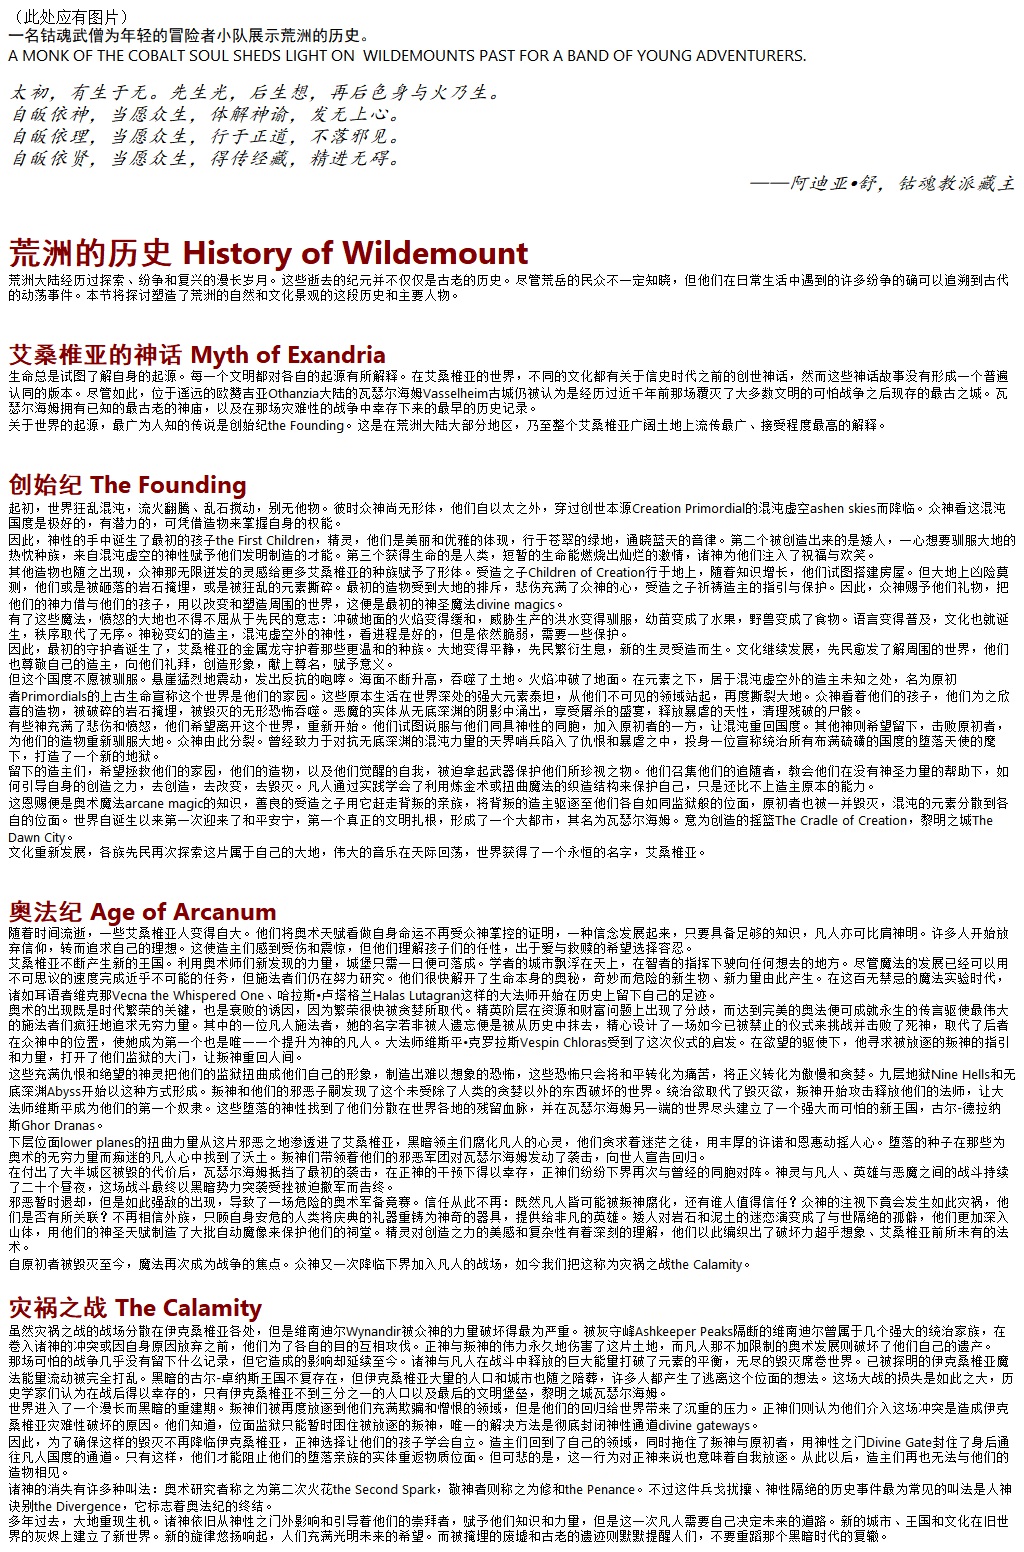 （此处应有图片）
一名钴魂武僧为年轻的冒险者小队展示荒洲的历史。
A MONK OF THE COBALT SOUL SHEDS LIGHT ON  WILDEMOUNTS PAST FOR A BAND OF YOUNG ADVENTURERS.
太初，有生于无。先生光，后生想，再后色身与火乃生。
自皈依神，当愿众生，体解神谕，发无上心。
自皈依理，当愿众生，行于正道，不落邪见。
自皈依贤，当愿众生，得传经藏，精进无碍。
——阿迪亚•舒，钴魂教派藏主
荒洲的历史 History of Wildemount
荒洲大陆经历过探索、纷争和复兴的漫长岁月。这些逝去的纪元并不仅仅是古老的历史。尽管荒岳的民众不一定知晓，但他们在日常生活中遇到的许多纷争的确可以追溯到古代
的动荡事件。本节将探讨塑造了荒洲的自然和文化景观的这段历史和主要人物。
艾桑椎亚的神话 Myth of Exandria
生命总是试图了解自身的起源。每一个文明都对各自的起源有所解释。在艾桑椎亚的世界，不同的文化都有关于信史时代之前的创世神话，然而这些神话故事没有形成一个普遍
认同的版本。尽管如此，位于遥远的欧赞吉亚Othanzia大陆的瓦瑟尔海姆Vasselheim古城仍被认为是经历过近千年前那场覆灭了大多数文明的可怕战争之后现存的最古之城。瓦
瑟尔海姆拥有已知的最古老的神庙，以及在那场灾难性的战争中幸存下来的最早的历史记录。
关于世界的起源，最广为人知的传说是创始纪the Founding。这是在荒洲大陆大部分地区，乃至整个艾桑椎亚广阔土地上流传最广、接受程度最高的解释。
创始纪 The Founding
起初，世界狂乱混沌，流火翻腾、乱石搅动，别无他物。彼时众神尚无形体，他们自以太之外，穿过创世本源Creation Primordial的混沌虚空ashen skies而降临。众神看这混沌
国度是极好的，有潜力的，可凭借造物来掌握自身的权能。
因此，神性的手中诞生了最初的孩子the First Children，精灵，他们是美丽和优雅的体现，行于苍翠的绿地，通晓蓝天的音律。第二个被创造出来的是矮人，一心想要驯服大地的
热忱种族，来自混沌虚空的神性赋予他们发明制造的才能。第三个获得生命的是人类，短暂的生命能燃烧出灿烂的激情，诸神为他们注入了祝福与欢笑。
其他造物也随之出现，众神那无限迸发的灵感给更多艾桑椎亚的种族赋予了形体。受造之子Children of Creation行于地上，随着知识增长，他们试图搭建房屋。但大地上凶险莫
测，他们或是被砸落的岩石掩埋，或是被狂乱的元素撕碎。最初的造物受到大地的排斥，悲伤充满了众神的心，受造之子祈祷造主的指引与保护。因此，众神赐予了他们礼物，把
他们的神力借与他们的孩子，用以改变和塑造周围的世界，这便是最初的神圣魔法divine magics。
有了这些魔法，愤怒的大地也不得不屈从于先民的意志：冲破地面的火焰变得缓和，威胁生产的洪水变得驯服，幼苗变成了水果，野兽变成了食物。语言变得普及，文化也就诞
生，秩序取代了无序。神秘变幻的造主，混沌虚空外的神性，看进程是好的，但是依然脆弱，需要一些保护。
因此，最初的守护者诞生了，艾桑椎亚的金属龙守护着那些更温和的种族。大地变得平静，先民繁衍生息，新的生灵受造而生。文化继续发展，先民愈发了解周围的世界，他们
也尊敬自己的造主，向他们礼拜，创造形象，献上尊名，赋予意义。
但这个国度不愿被驯服。悬崖猛烈地震动，发出反抗的咆哮。海面不断升高，吞噬了土地。火焰冲破了地面。在元素之下，居于混沌虚空外的造主未知之处，名为原初
者Primordials的上古生命宣称这个世界是他们的家园。这些原本生活在世界深处的强大元素泰坦，从他们不可见的领域站起，再度撕裂大地。众神看着他们的孩子，他们为之欣
喜的造物，被破碎的岩石掩埋，被毁灭的无形恐怖吞噬。恶魔的实体从无底深渊的阴影中涌出，享受屠杀的盛宴，释放暴虐的天性，清理残破的尸骸。
有些神充满了悲伤和愤怒，他们希望离开这个世界，重新开始。他们试图说服与他们同具神性的同胞，加入原初者的一方，让混沌重回国度。其他神则希望留下，击败原初者，
为他们的造物重新驯服大地。众神由此分裂。曾经致力于对抗无底深渊的混沌力量的天界哨兵陷入了仇恨和暴虐之中，投身一位宣称统治所有布满硫磺的国度的堕落天使的麾
下，打造了一个新的地狱。
留下的造主们，希望拯救他们的家园，他们的造物，以及他们觉醒的自我，被迫拿起武器保护他们所珍视之物。他们召集他们的追随者，教会他们在没有神圣力量的帮助下，如
何引导自身的创造之力，去创造，去改变，去毁灭。凡人通过实践学会了利用炼金术或扭曲魔法的织造结构来保护自己，只是还比不上造主原本的能力。
这恩赐便是奥术魔法arcane magic的知识，善良的受造之子用它赶走背叛的亲族，将背叛的造主驱逐至他们各自如同监狱般的位面，原初者也被一并毁灭，混沌的元素分散到各
自的位面。世界自诞生以来第一次迎来了和平安宁，第一个真正的文明扎根，形成了一个大都市，其名为瓦瑟尔海姆。意为创造的摇篮The Cradle of Creation，黎明之城The
Dawn City。
文化重新发展，各族先民再次探索这片属于自己的大地，伟大的音乐在天际回荡，世界获得了一个永恒的名字，艾桑椎亚。
奥法纪 Age of Arcanum
随着时间流逝，一些艾桑椎亚人变得自大。他们将奥术天赋看做自身命运不再受众神掌控的证明，一种信念发展起来，只要具备足够的知识，凡人亦可比肩神明。许多人开始放
弃信仰，转而追求自己的理想。这使造主们感到受伤和震惊，但他们理解孩子们的任性，出于爱与救赎的希望选择容忍。
艾桑椎亚不断产生新的王国。利用奥术师们新发现的力量，城堡只需一日便可落成。学者的城市飘浮在天上，在智者的指挥下驶向任何想去的地方。尽管魔法的发展已经可以用
不可思议的速度完成近乎不可能的任务，但施法者们仍在努力研究。他们很快解开了生命本身的奥秘，奇妙而危险的新生物、新力量由此产生。在这百无禁忌的魔法实验时代，
诸如耳语者维克那Vecna the Whispered One、哈拉斯•卢塔格兰Halas Lutagran这样的大法师开始在历史上留下自己的足迹。
奥术的出现既是时代繁荣的关键，也是衰败的诱因，因为繁荣很快被贪婪所取代。精英阶层在资源和财富问题上出现了分歧，而达到完美的奥法便可成就永生的传言驱使最伟大
的施法者们疯狂地追求无穷力量。其中的一位凡人施法者，她的名字若非被人遗忘便是被从历史中抹去，精心设计了一场如今已被禁止的仪式来挑战并击败了死神，取代了后者
在众神中的位置，使她成为第一个也是唯一一个提升为神的凡人。大法师维斯平•克罗拉斯Vespin Chloras受到了这次仪式的启发。在欲望的驱使下，他寻求被放逐的叛神的指引
和力量，打开了他们监狱的大门，让叛神重回人间。
这些充满仇恨和绝望的神灵把他们的监狱扭曲成他们自己的形象，制造出难以想象的恐怖，这些恐怖只会将和平转化为痛苦，将正义转化为傲慢和贪婪。九层地狱Nine Hells和无
底深渊Abyss开始以这种方式形成。叛神和他们的邪恶子嗣发现了这个未受除了人类的贪婪以外的东西破坏的世界。统治欲取代了毁灭欲，叛神开始攻击释放他们的法师，让大
法师维斯平成为他们的第一个奴隶。这些堕落的神性找到了他们分散在世界各地的残留血脉，并在瓦瑟尔海姆另一端的世界尽头建立了一个强大而可怕的新王国，古尔-德拉纳
斯Ghor Dranas。
下层位面lower planes的扭曲力量从这片邪恶之地渗透进了艾桑椎亚，黑暗领主们腐化凡人的心灵，他们贪求着迷茫之徒，用丰厚的许诺和恩惠动摇人心。堕落的种子在那些为
奥术的无穷力量而痴迷的凡人心中找到了沃土。叛神们带领着他们的邪恶军团对瓦瑟尔海姆发动了袭击，向世人宣告回归。
在付出了大半城区被毁的代价后，瓦瑟尔海姆抵挡了最初的袭击，在正神的干预下得以幸存，正神们纷纷下界再次与曾经的同胞对阵。神灵与凡人、英雄与恶魔之间的战斗持续
了二十个昼夜，这场战斗最终以黑暗势力突袭受挫被迫撤军而告终。
邪恶暂时退却，但是如此强敌的出现，导致了一场危险的奥术军备竞赛。信任从此不再：既然凡人皆可能被叛神腐化，还有谁人值得信任？众神的注视下竟会发生如此灾祸，他
们是否有所关联？不再相信外族，只顾自身安危的人类将庆典的礼器重铸为神奇的器具，提供给非凡的英雄。矮人对岩石和泥土的迷恋演变成了与世隔绝的孤僻，他们更加深入
山体，用他们的神圣天赋制造了大批自动魔像来保护他们的祠堂。精灵对创造之力的美感和复杂性有着深刻的理解，他们以此编织出了破坏力超乎想象、艾桑椎亚前所未有的法
术。
自原初者被毁灭至今，魔法再次成为战争的焦点。众神又一次降临下界加入凡人的战场，如今我们把这称为灾祸之战the Calamity。
灾祸之战 The Calamity
虽然灾祸之战的战场分散在伊克桑椎亚各处，但是维南迪尔Wynandir被众神的力量破坏得最为严重。被灰守峰Ashkeeper Peaks隔断的维南迪尔曾属于几个强大的统治家族，在
卷入诸神的冲突或因自身原因放弃之前，他们为了各自的目的互相攻伐。正神与叛神的伟力永久地伤害了这片土地，而凡人那不加限制的奥术发展则破坏了他们自己的遗产。
那场可怕的战争几乎没有留下什么记录，但它造成的影响却延续至今。诸神与凡人在战斗中释放的巨大能量打破了元素的平衡，无尽的毁灭席卷世界。已被探明的伊克桑椎亚魔
法能量流动被完全打乱。黑暗的古尔-卓纳斯王国不复存在，但伊克桑椎亚大量的人口和城市也随之陪葬，许多人都产生了逃离这个位面的想法。这场大战的损失是如此之大，历
史学家们认为在战后得以幸存的，只有伊克桑椎亚不到三分之一的人口以及最后的文明堡垒，黎明之城瓦瑟尔海姆。
世界进入了一个漫长而黑暗的重建期。叛神们被再度放逐到他们充满欺骗和憎恨的领域，但是他们的回归给世界带来了沉重的压力。正神们则认为他们介入这场冲突是造成伊克
桑椎亚灾难性破坏的原因。他们知道，位面监狱只能暂时困住被放逐的叛神，唯一的解决方法是彻底封闭神性通道divine gateways。
因此，为了确保这样的毁灭不再降临伊克桑椎亚，正神选择让他们的孩子学会自立。造主们回到了自己的领域，同时拖住了叛神与原初者，用神性之门Divine Gate封住了身后通
往凡人国度的通道。只有这样，他们才能阻止他们的堕落亲族的实体重返物质位面。但可悲的是，这一行为对正神来说也意味着自我放逐。从此以后，造主们再也无法与他们的
造物相见。
诸神的消失有许多种叫法：奥术研究者称之为第二次火花the Second Spark，敬神者则称之为修和the Penance。不过这件兵戈扰攘、神性隔绝的历史事件最为常见的叫法是人神
诀别the Divergence，它标志着奥法纪的终结。
多年过去，大地重现生机。诸神依旧从神性之门外影响和引导着他们的崇拜者，赋予他们知识和力量，但是这一次凡人需要自己决定未来的道路。新的城市、王国和文化在旧世
界的灰烬上建立了新世界。新的旋律悠扬响起，人们充满光明未来的希望。而被掩埋的废墟和古老的遗迹则默默提醒人们，不要重蹈那个黑暗时代的复辙。